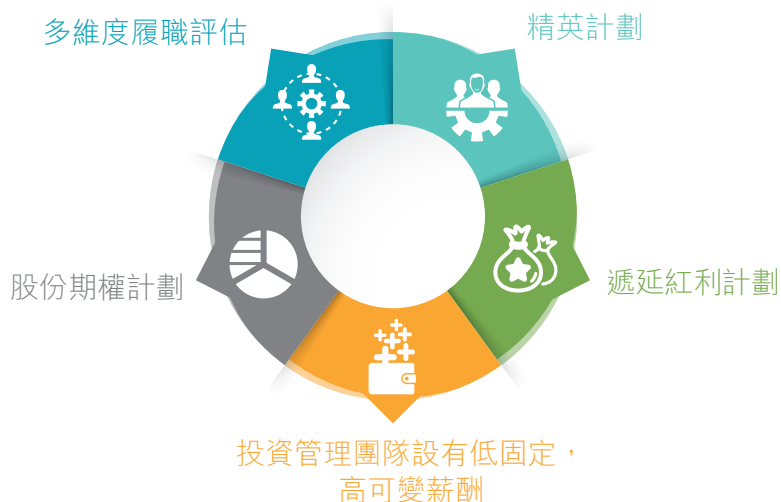 多維度履職評估
精英計劃
股份期權計劃
遞延紅利計劃
投資管理團隊設有低固定，
高可變薪酬